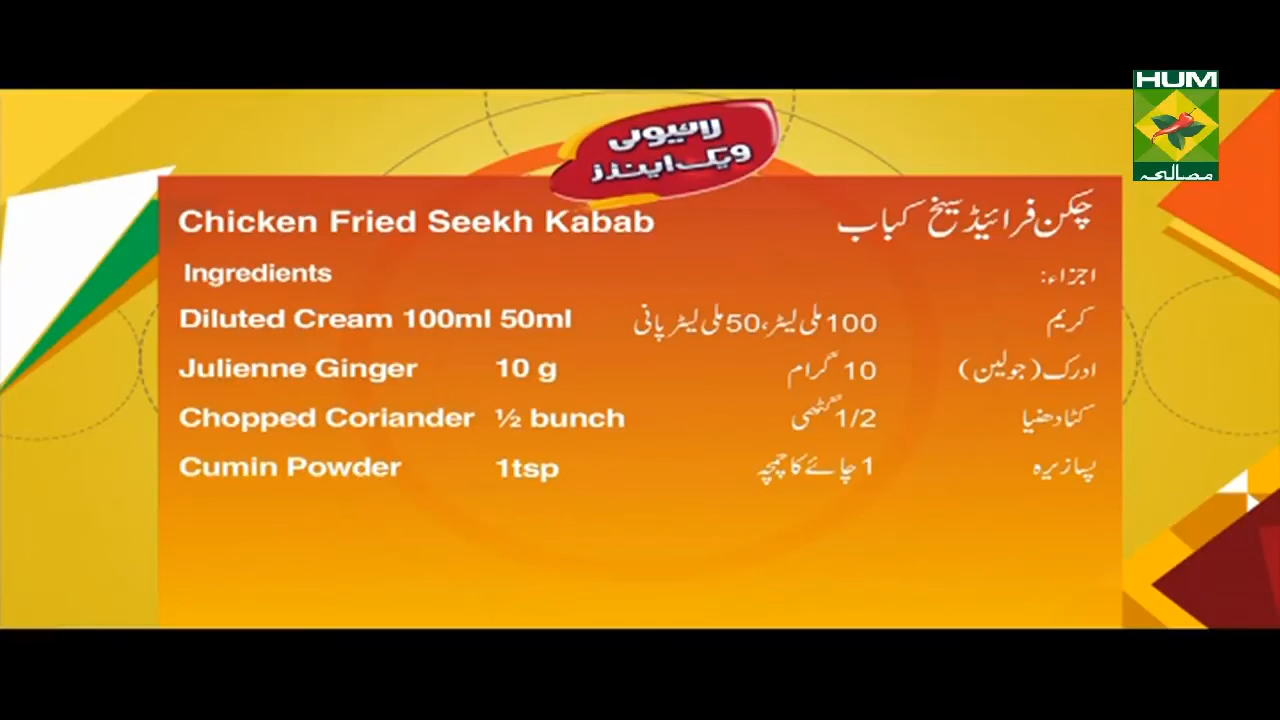 HUM
مصالحہ
لائیولی
ویک اینڈز
Chicken Fried Seekh Kabab چکن فرائیڈ سیخ کباب
Ingredients اجزاء:
Diluted Cream 100ml 50ml کریم 100 ملی لیٹر، 50 ملی لیٹر پانی
Julienne Ginger 10 g ادرک (جولین) 10 گرام
Chopped Coriander ½ bunch کٹا دھنیا 1/2 گٹھی
Cumin Powder 1tsp پسا زیرہ 1 چائے کا چمچہ